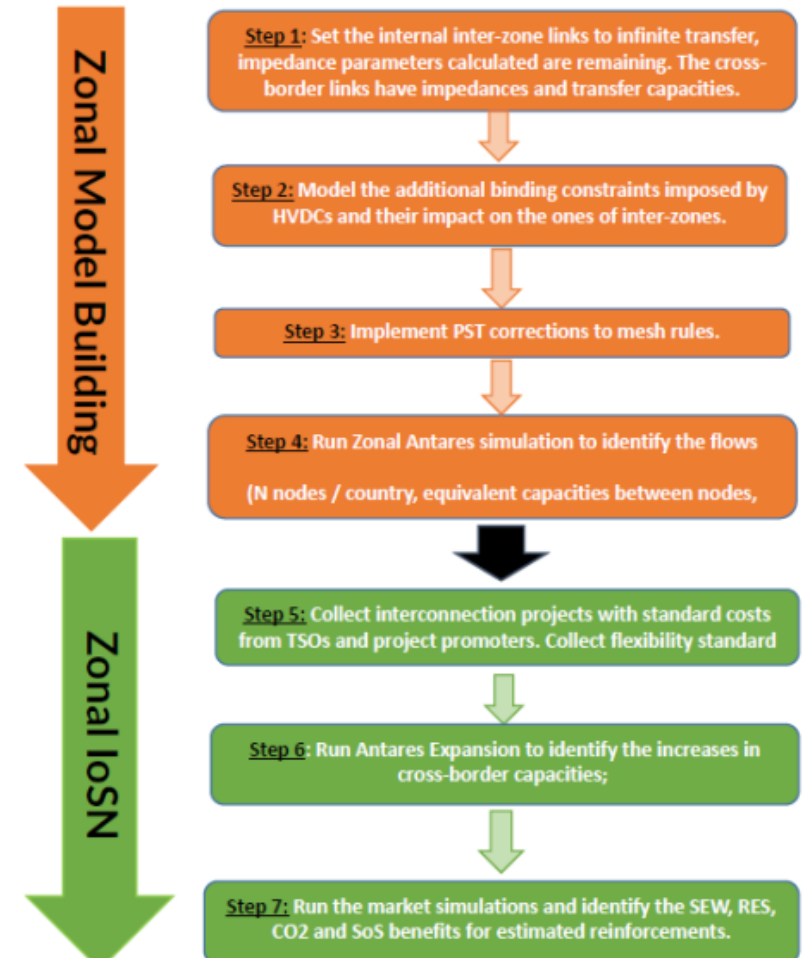 Zonal Model Building
Step 1: Set the internal inter-zone links to infinite transfer,
impedance parameters calculated are remaining. The cross-
border links have impedances and transfer capacities.
Step 2: Model the additional binding constraints imposed by
HVDCs and their impact on the ones of inter-zones.
Step 3: Implement PST corrections to mesh rules.
Step 4: Run Zonal Antares simulation to identify the flows
(N nodes / country, equivalent capacities between nodes,
Zonal IoSN
Step 5: Collect interconnection projects with standard costs
from TSOs and project promoters. Collect flexibility standard
Step 6: Run Antares Expansion to identify the increases in
cross-border capacities;
Step 7: Run the market simulations and identify the SEW, RES,
CO2 and SoS benefits for estimated reinforcements.